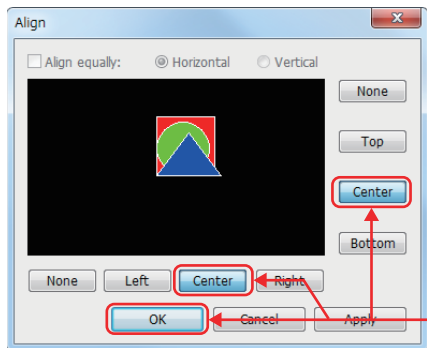 Align
Align equally: Horizontal Vertical
None
Top
Center
Bottom
None Left Center Right
OK Cancel Apply